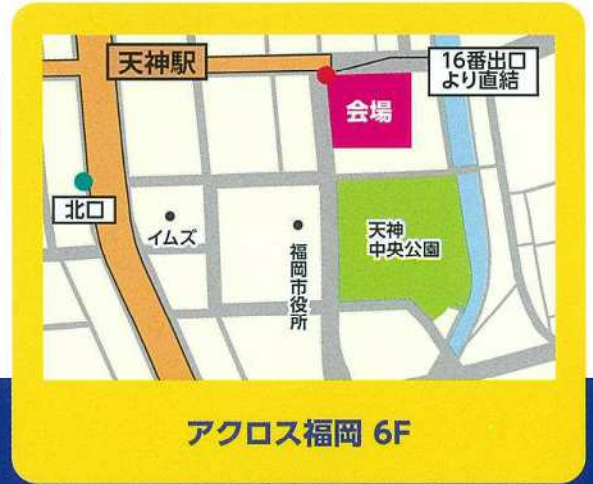 天神駅
16番出口
より直結
会場
北口
イムズ
福岡市役所
天神
中央公園
アクロス福岡 6F